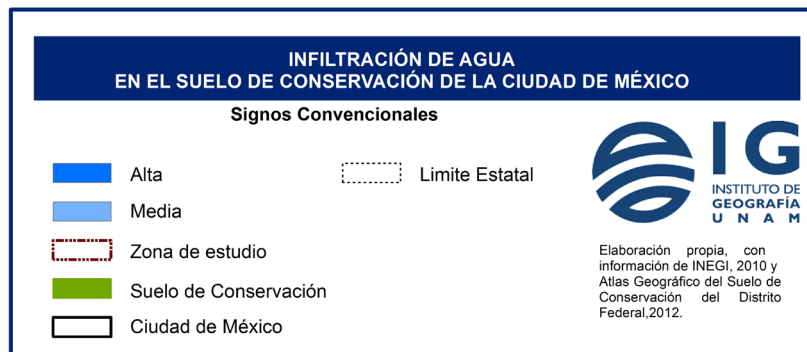 INFILTRACIÓN DE AGUA
EN EL SUELO DE CONSERVACIÓN DE LA CIUDAD DE MÉXICO
Signos Convencionales
Alta
Media
Zona de estudio
Suelo de Conservación
Ciudad de México
Limite Estatal
IG
INSTITUTO DE
GEOGRAFÍA
UNAM
Elaboración propia, con
información de INEGI, 2010 y
Atlas Geográfico del Suelo de
Conservación del Distrito
Federal,2012.